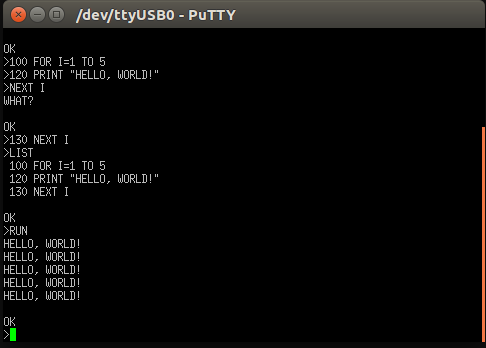 /dev/ttyUSB0 - PuTTY
OK
>100 FOR I=1 TO 5
>120 PRINT "HELLO, WORLD!"
>NEXT I
WHAT?
OK
>130 NEXT I
>LIST
100 FOR I=1 TO 5
120 PRINT "HELLO, WORLD!"
130 NEXT I
OK
>RUN
HELLO, WORLD!
HELLO, WORLD!
HELLO, WORLD!
HELLO, WORLD!
HELLO, WORLD!
OK
>